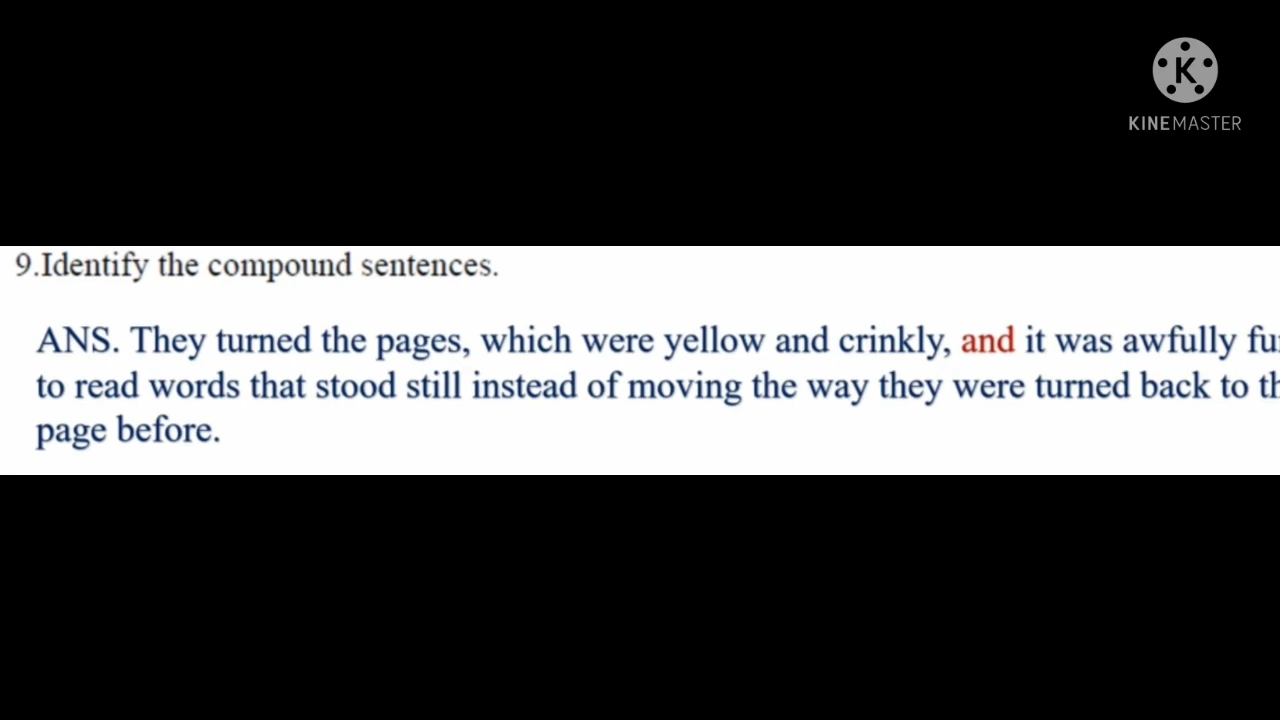 K
KINEMASTER
9.Identify the compound sentences.
ANS. They turned the pages, which were yellow and crinkly, and it was awfully
to read words that stood still instead of moving the way they were turned back to
page before.